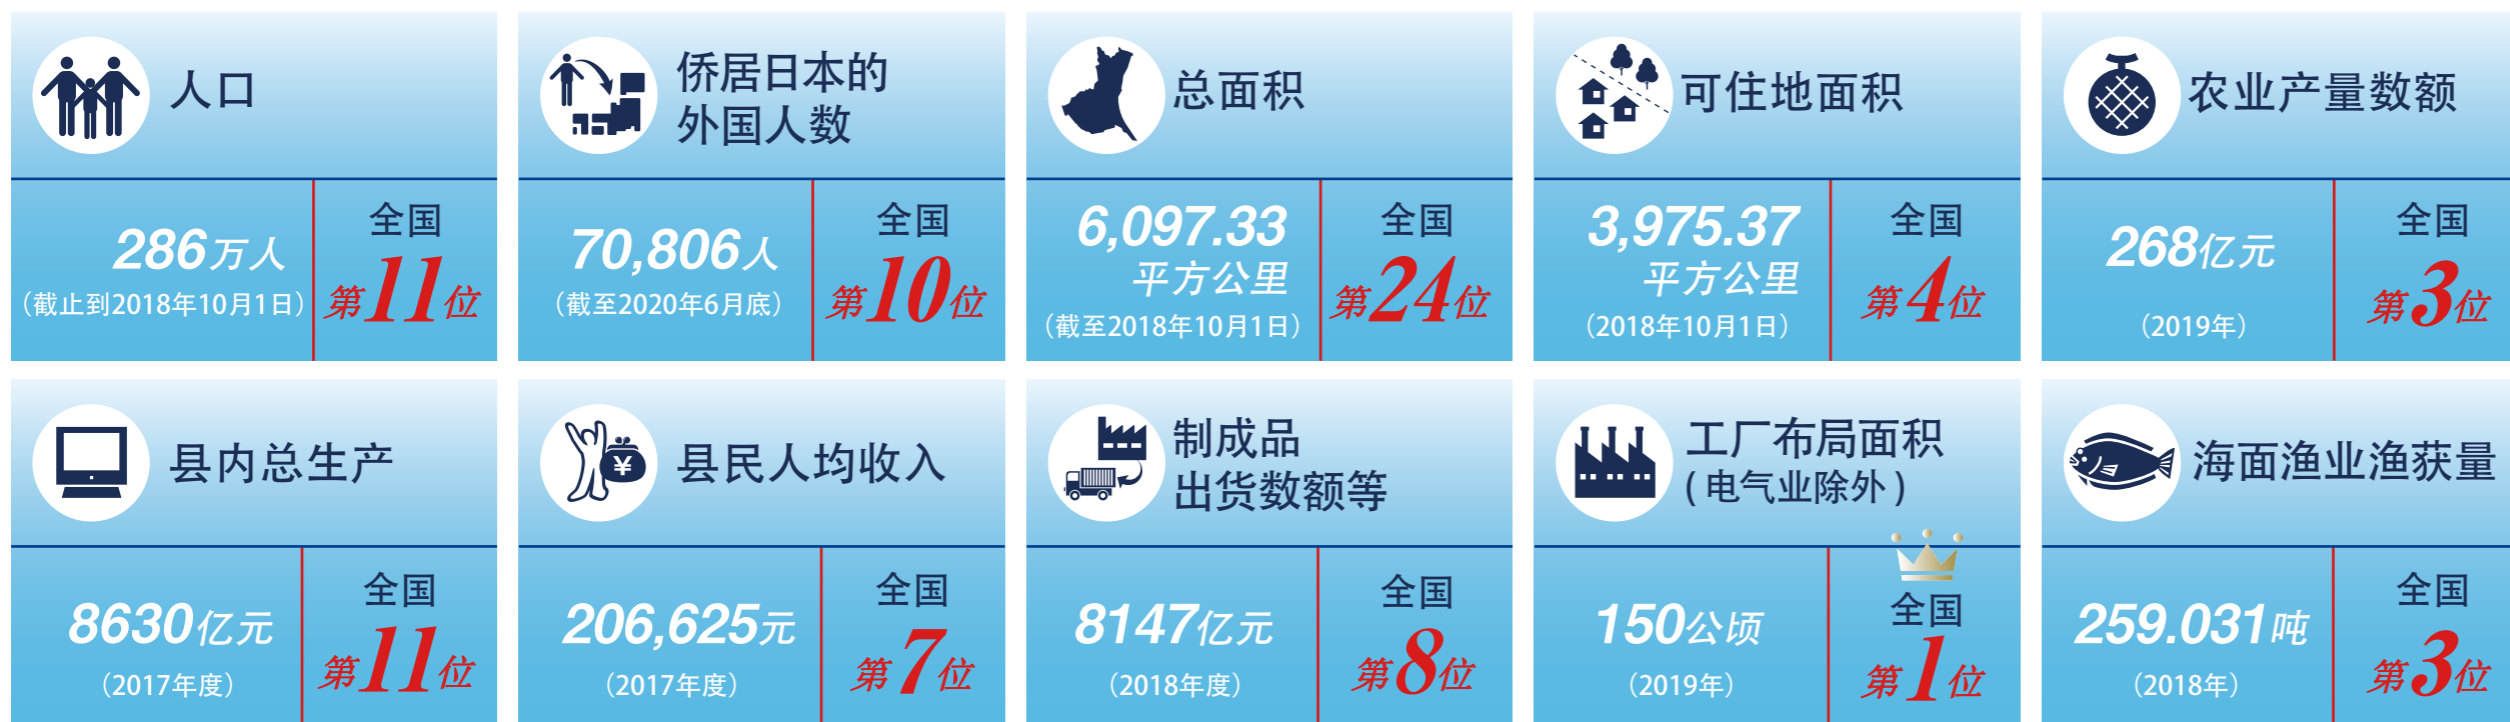 人口
286万人
（截止到2018年10月1日）
全国
第11位
侨居日本的
外国人数
70,806人
（截至2020年6月底）
全国
第10位
总面积
6,097.33
平方公里
（截至2018年10月1日）
全国
第24位
可住地面积
3,975.37
平方公里
（2018年10月1日）
全国
第4位
农业产量数额
268亿元
（2019年）
全国
第3位
县内总生产
8630亿元
（2017年度）
全国
第11位
县民人均收入
¥
206,625元
（2017年度）
全国
第7位
制成品
出货数额等
8147亿元
（2018年度）
全国
第8位
工厂布局面积
(电气业除外)
150公顷
（2019年）
全国
第1位
海面渔业渔获量
259.031吨
（2018年）
全国
第3位